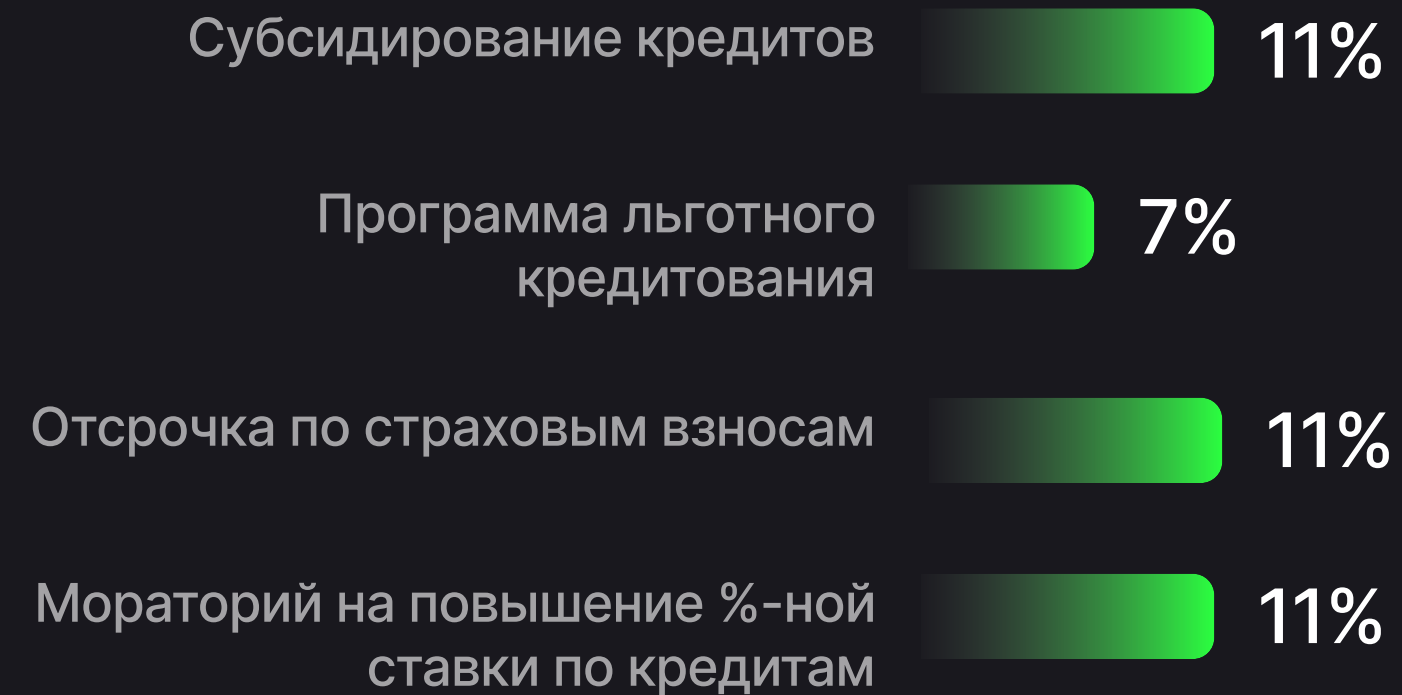 Субсидирование кредитов 11%
Программа льготного 7%
кредитования
Отсрочка по страховым взносам 11%
Мораторий на повышение %-ной 11%
ставки по кредитам